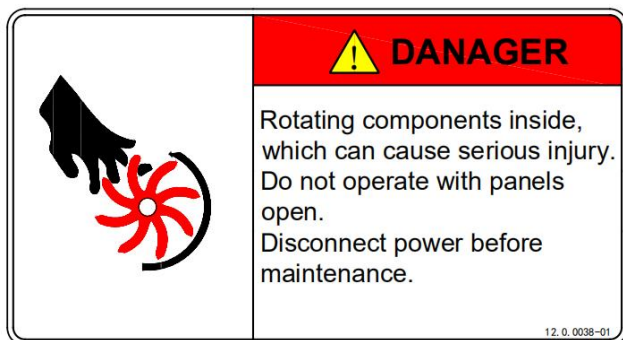 DANAGER
Rotating components inside,
which can cause serious injury.
Do not operate with panels
open.
Disconnect power before
maintenance.
12.0.0038-01